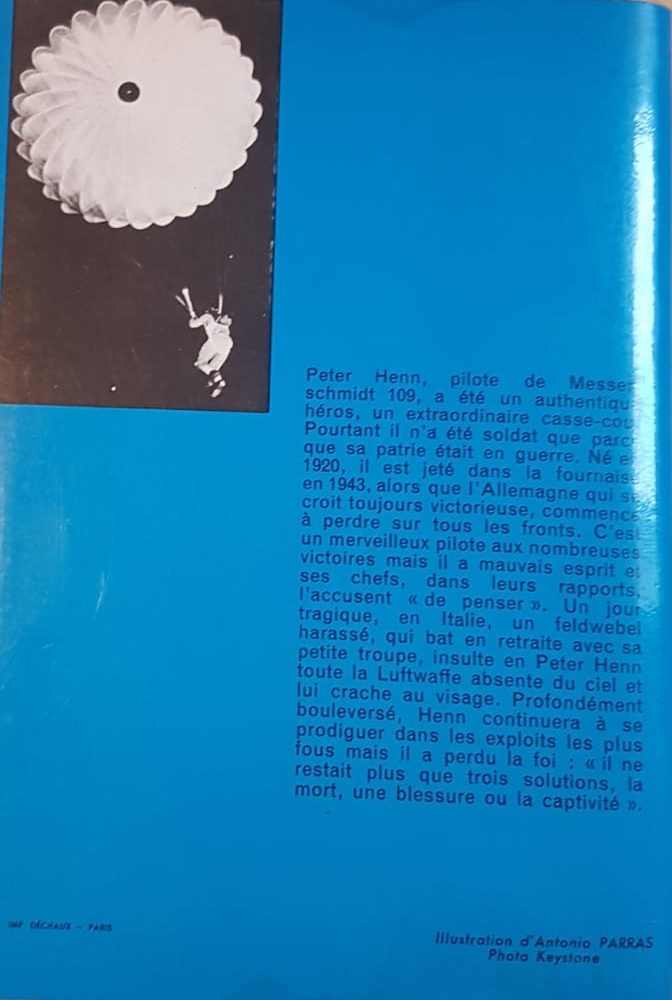 Peter Henn, pilote de Messer-
schmidt 109, a été un authentique
héros, un extraordinaire casse-cou.
Pourtant il n'a été soldat que parce
que sa patrie était en guerre. Né en
1920, il est jeté dans la fournaise
en 1943, alors que l'Allemagne qui se
croit toujours victorieuse, commence
à perdre sur tous les fronts. C'est
un merveilleux pilote aux nombreuses
victoires mais il a mauvais esprit et
ses chefs, dans leurs rapports,
l'accusent « de penser ». Un jour
tragique, en Italie, un feldwebel
harassé, qui bat en retraite avec sa
petite troupe, insulte en Peter Henn
toute la Luftwaffe absente du ciel et
lui crache au visage. Profondément
bouleversé, Henn continuera à se
prodiguer dans les exploits les plus
fous mais il a perdu la foi : « il ne
restait plus que trois solutions, la
mort, une blessure ou la captivité ».
IMP DÉCHAUX – PARIS
Illustration d'Antonio PARRAS
Photo Keystone